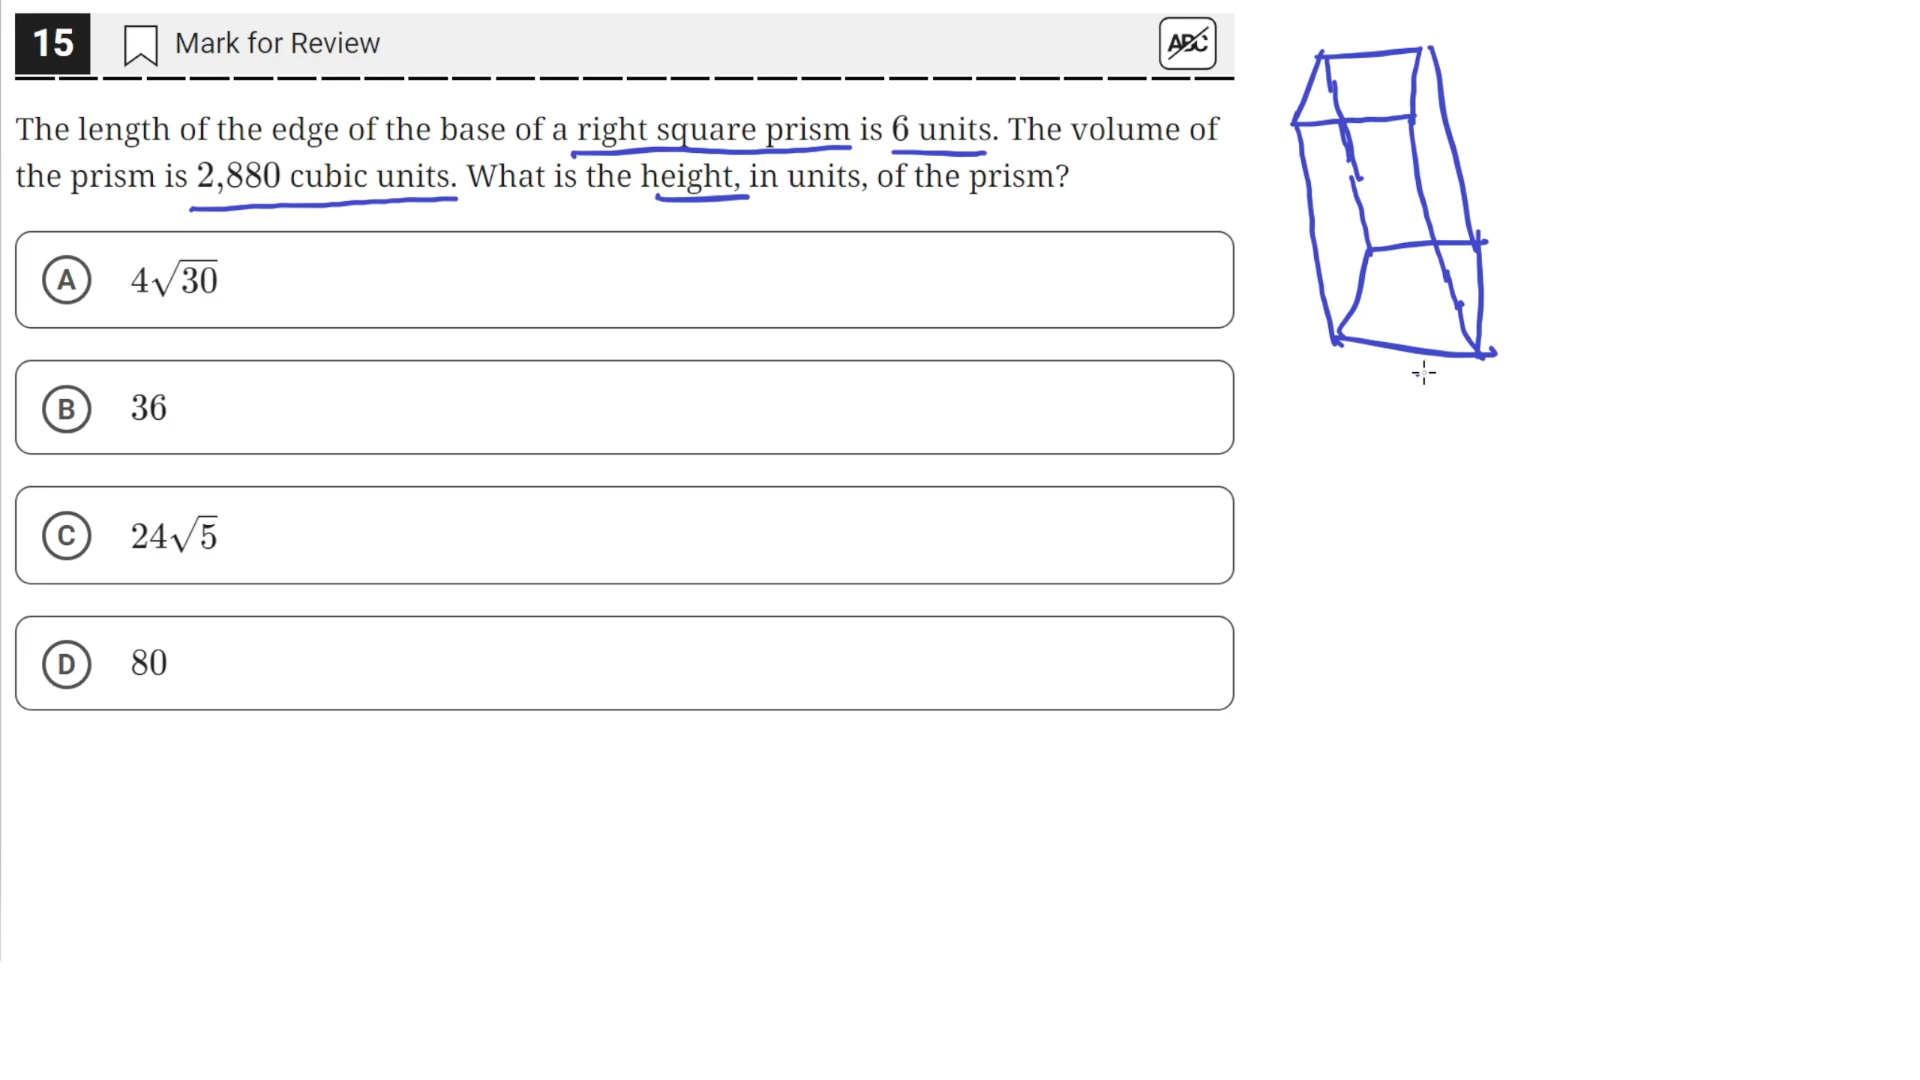 15 Mark for Review ABC
The length of the edge of the base of a right square prism is 6 units. The volume of
the prism is 2,880 cubic units. What is the height, in units, of the prism?
A 4√30
B 36
C 24√5
D 80